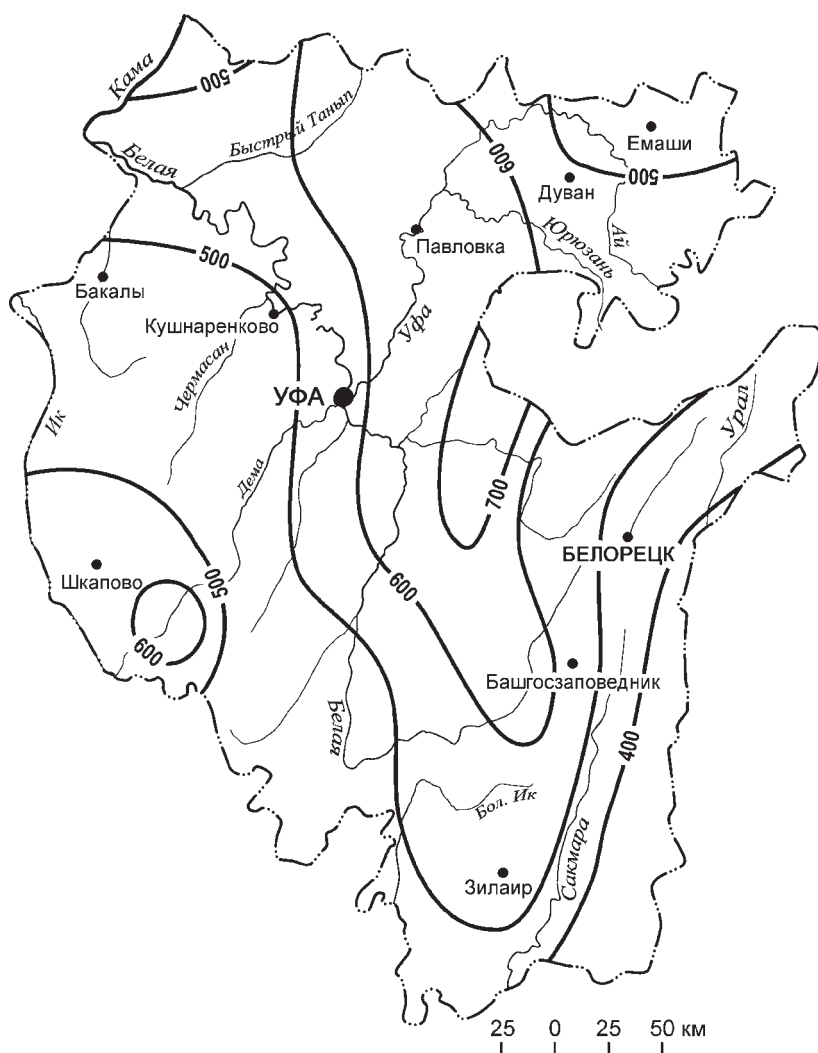 Кама
500
Быстрый Танып
Белая
600
Емаши
500
Дуван
Ай
Юрюзань
Павловка
500
Бакалы
Кушнаренково
Уфа
Чермасан
УФА
Ик
Дема
Урал
700
БЕЛОРЕЦК
Шкапово
500
600
600
Башгосзаповедник
Белая
400
Бол. Ик
Сакмара
Зилаир
25 0 25 50 км